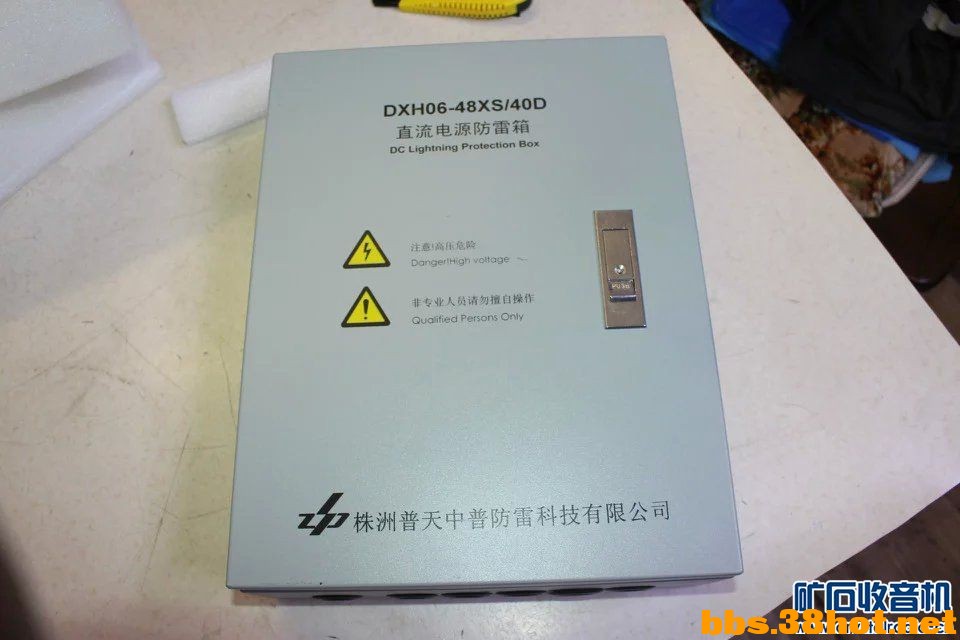 DXH06-48XS/40D
直流电源防雷箱
DC Lightning Protection Box
注意!高压危险
Danger!High voltage
非专业人员请勿擅自操作
Qualified Persons Only
PUSH
株洲普天中普防雷科技有限公司
矿石收音机
bbs.38hot.net